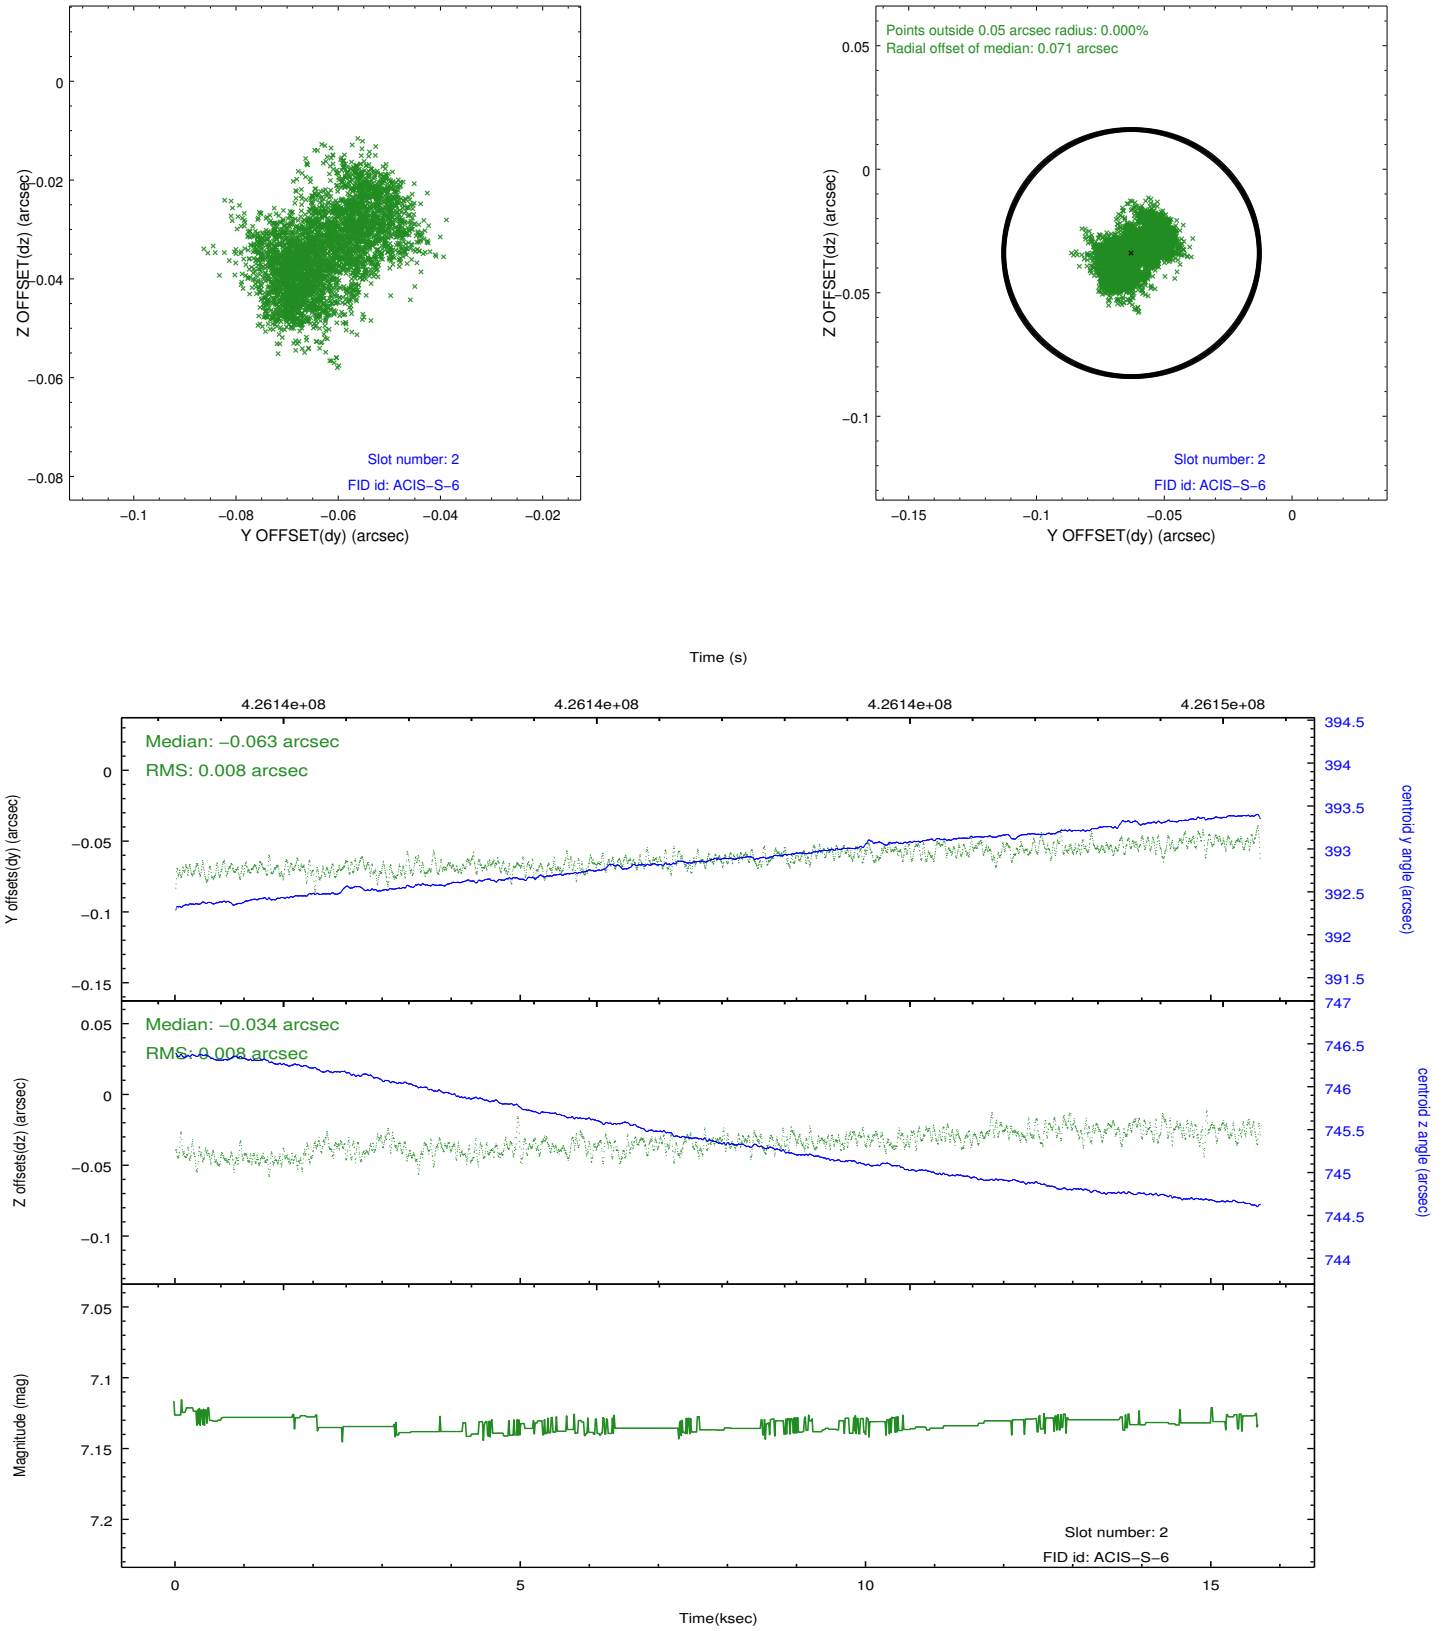 0
−0.02
−0.04
−0.06
−0.08
Z OFFSET(dz) (arcsec)
Slot number: 2
FID id: ACIS−S−6
−0.1
−0.08
−0.06
−0.04
−0.02
Y OFFSET(dy) (arcsec)
Points outside 0.05 arcsec radius: 0.000%
Radial offset of median: 0.071 arcsec
0.05
0
−0.05
−0.1
Z OFFSET(dz) (arcsec)
Slot number: 2
FID id: ACIS−S−6
−0.15
−0.1
−0.05
0
Y OFFSET(dy) (arcsec)
Time (s)
4.2614e+08
4.2614e+08
4.2614e+08
4.2615e+08
Median: −0.063 arcsec
RMS: 0.008 arcsec
0
−0.05
−0.1
−0.15
Y offsets(dy) (arcsec)
394.5
394
393.5
393
392.5
392
391.5
centroid y angle (arcsec)
Median: −0.034 arcsec
RMS: 0.008 arcsec
0.05
0
−0.05
−0.1
Z offsets(dz) (arcsec)
747
746.5
746
745.5
745
744.5
744
centroid z angle (arcsec)
7.05
7.1
7.15
7.2
Magnitude (mag)
Slot number: 2
FID id: ACIS−S−6
0
5
10
15
Time(ksec)